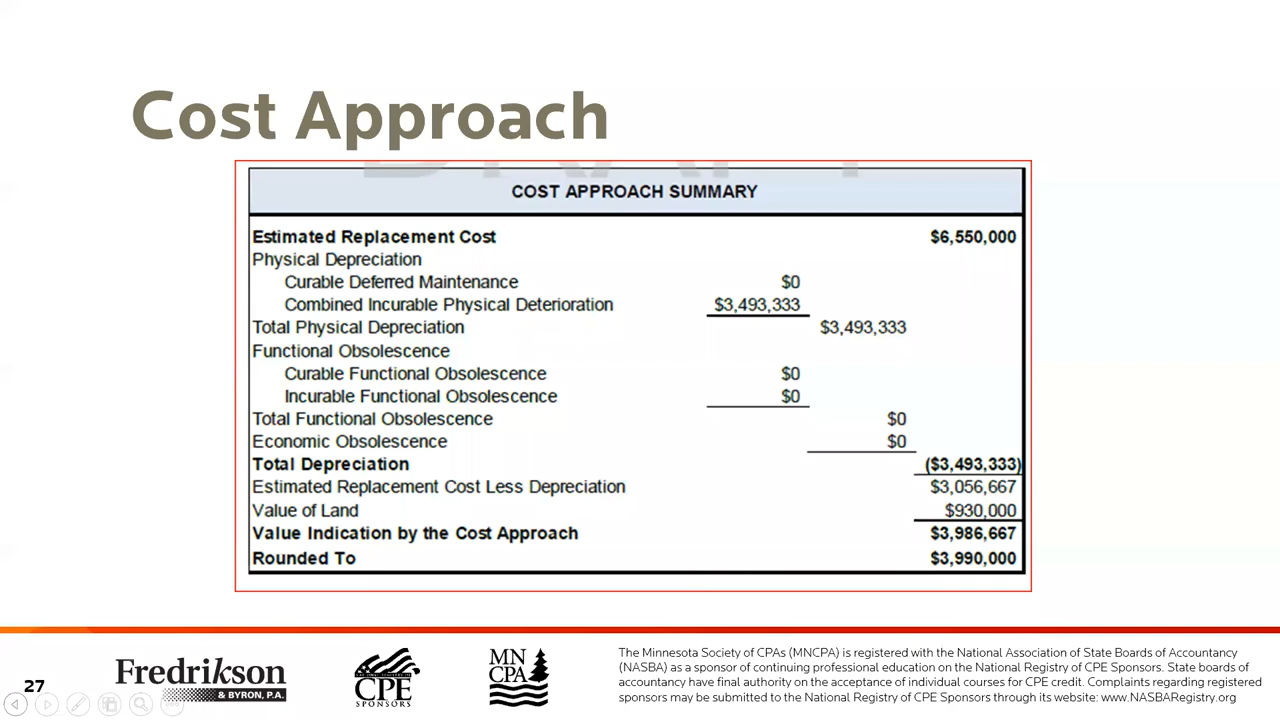 Cost Approach
COST APPROACH SUMMARY
Estimated Replacement Cost $6,550,000
Physical Depreciation
Curable Deferred Maintenance $0
Combined Incurable Physical Deterioration $3,493,333
Total Physical Depreciation $3,493,333
Functional Obsolescence
Curable Functional Obsolescence $0
Incurable Functional Obsolescence $0
Total Functional Obsolescence $0
Economic Obsolescence $0
Total Depreciation ($3,493,333)
Estimated Replacement Cost Less Depreciation $3,056,667
Value of Land $930,000
Value Indication by the Cost Approach $3,986,667
Rounded To $3,990,000
27
Fredrikson
& BYRON, P.A.
CPE
SPONSORS
MN
CPA
The Minnesota Society of CPAs (MNCPA) is registered with the National Association of State Boards of Accountancy
(NASBA) as a sponsor of continuing professional education on the National Registry of CPE Sponsors. State boards of
accountancy have final authority on the acceptance of individual courses for CPE credit. Complaints regarding registered
sponsors may be submitted to the National Registry of CPE Sponsors through its website: www.NASBARegistry.org